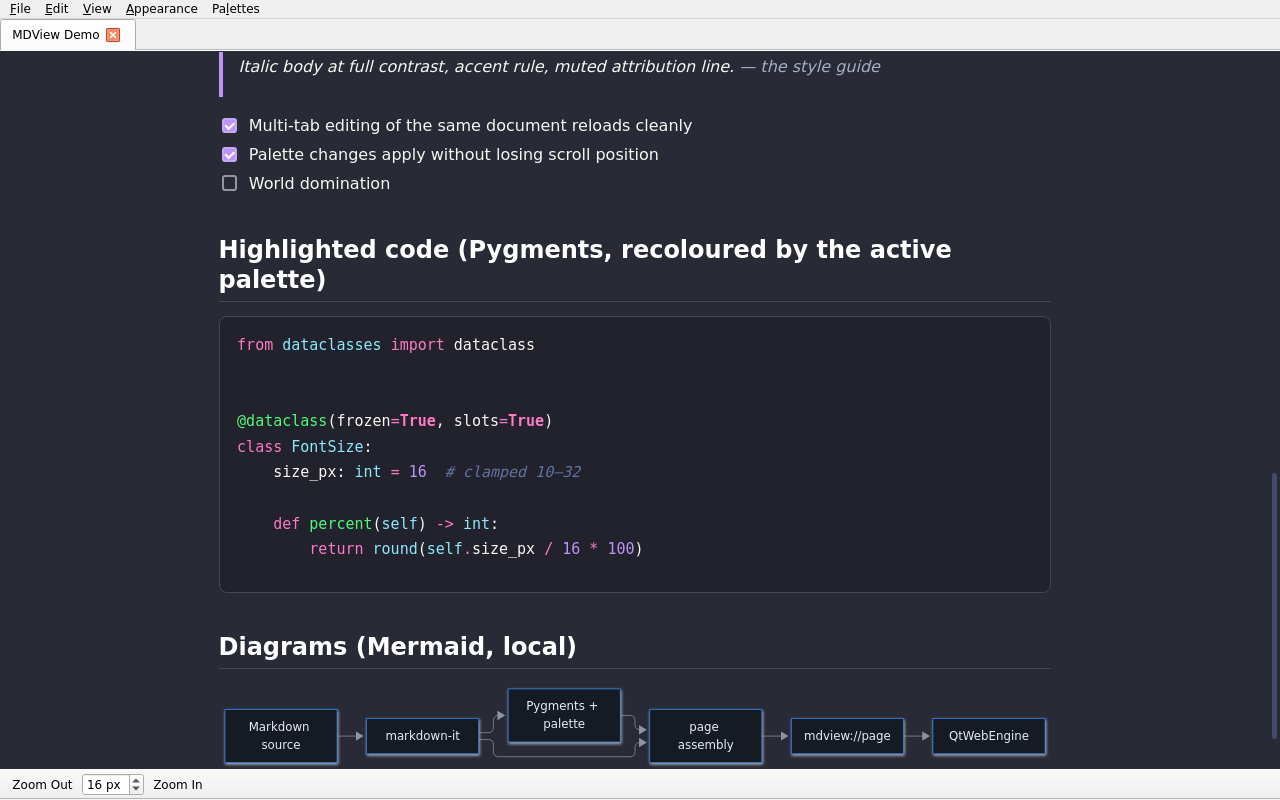 File Edit View Appearance Palettes
MDView Demo
Italic body at full contrast, accent rule, muted attribution line. — the style guide
Multi-tab editing of the same document reloads cleanly
Palette changes apply without losing scroll position
World domination
Highlighted code (Pygments, recoloured by the active
palette)
from dataclasses import dataclass
@dataclass(frozen=True, slots=True)
class FontSize:
    size_px: int = 16  # clamped 10–32
    def percent(self) -> int:
        return round(self.size_px / 16 * 100)
Diagrams (Mermaid, local)
Markdown
source
markdown-it
Pygments +
palette
page
assembly
mdview://page
QtWebEngine
Zoom Out 16 px Zoom In